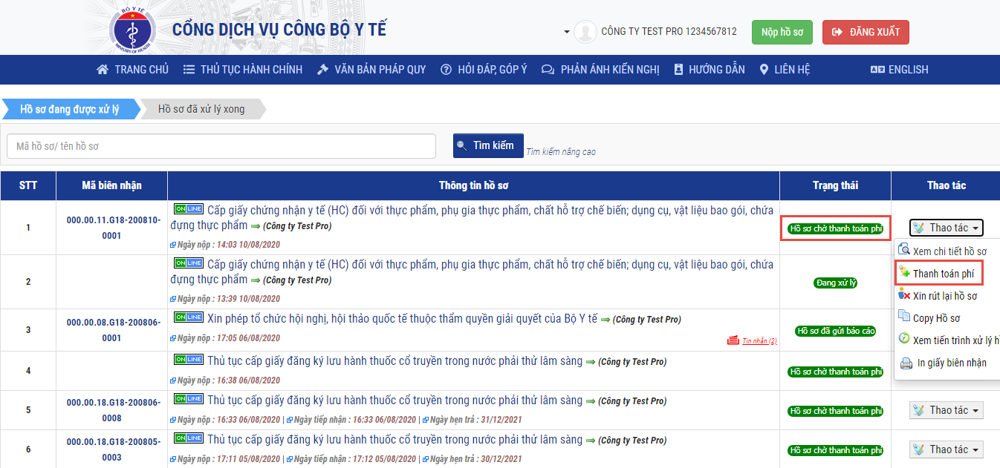 BỘ Y TẾ
MINISTRY OF HEALTH
CỔNG DỊCH VỤ CÔNG BỘ Y TẾ
CÔNG TY TEST PRO 1234567812
Nộp hồ sơ
ĐĂNG XUẤT
TRANG CHỦ
THỦ TỤC HÀNH CHÍNH
VĂN BẢN PHÁP QUY
HỎI ĐÁP, GÓP Ý
PHẢN ÁNH KIẾN NGHỊ
HƯỚNG DẪN
LIÊN HỆ
ENGLISH
Hồ sơ đang được xử lý
Hồ sơ đã xử lý xong
Mã hồ sơ/ tên hồ sơ
Tìm kiếm
Tìm kiếm nâng cao
STT
Mã biên nhận
Thông tin hồ sơ
Trạng thái
Thao tác
1
000.00.11.G18-200810-
0001
ONLINE Cấp giấy chứng nhận y tế (HC) đối với thực phẩm, phụ gia thực phẩm, chất hỗ trợ chế biến; dụng cụ, vật liệu bao gói, chứa
đựng thực phẩm (Công ty Test Pro)
Ngày nộp : 14:03 10/08/2020
Hồ sơ chờ thanh toán phí
Thao tác
Xem chi tiết hồ sơ
Thanh toán phí
Xin rút lại hồ sơ
Copy Hồ sơ
Xem tiến trình xử lý
In giấy biên nhận
2
ONLINE Cấp giấy chứng nhận y tế (HC) đối với thực phẩm, phụ gia thực phẩm, chất hỗ trợ chế biến; dụng cụ, vật liệu bao gói, chứa
đựng thực phẩm (Công ty Test Pro)
Ngày nộp : 13:39 10/08/2020
Đang xử lý
3
000.00.08.G18-200806-
0001
ONLINE Xin phép tổ chức hội nghị, hội thảo quốc tế thuộc thẩm quyền giải quyết của Bộ Y tế (Công ty Test Pro)
Ngày nộp : 17:05 06/08/2020
Tin nhắn (2)
Hồ sơ đã gửi báo cáo
4
ONLINE Thủ tục cấp giấy đăng ký lưu hành thuốc cổ truyền trong nước phải thử lâm sàng (Công ty Test Pro)
Ngày nộp : 16:38 06/08/2020
Hồ sơ chờ thanh toán phí
5
000.00.18.G18-200806-
0008
ONLINE Thủ tục cấp giấy đăng ký lưu hành thuốc cổ truyền trong nước phải thử lâm sàng (Công ty Test Pro)
Ngày nộp : 16:33 06/08/2020 | Ngày tiếp nhận : 16:33 06/08/2020 | Ngày hẹn trả : 31/12/2021
Hồ sơ chờ thanh toán phí
Thao tác
6
000.00.18.G18-200805-
0003
ONLINE Thủ tục cấp giấy đăng ký lưu hành thuốc cổ truyền trong nước phải thử lâm sàng (Công ty Test Pro)
Ngày nộp : 17:11 05/08/2020 | Ngày tiếp nhận : 17:12 05/08/2020 | Ngày hẹn trả : 30/12/2021
Hồ sơ chờ thanh toán phí
Thao tác